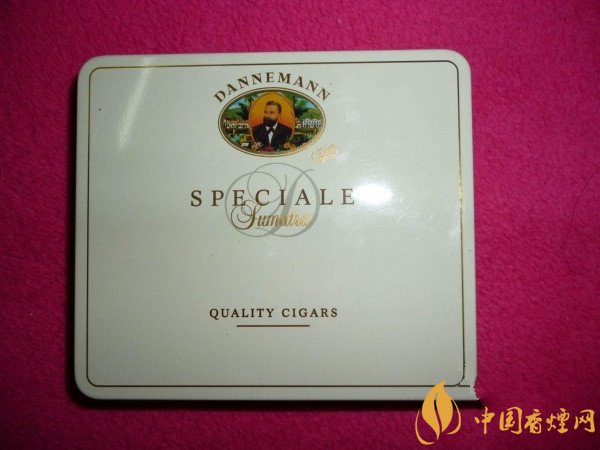 DANNEMANN
SPECIALE
Sumatra
QUALITY CIGARS
中国香烟网